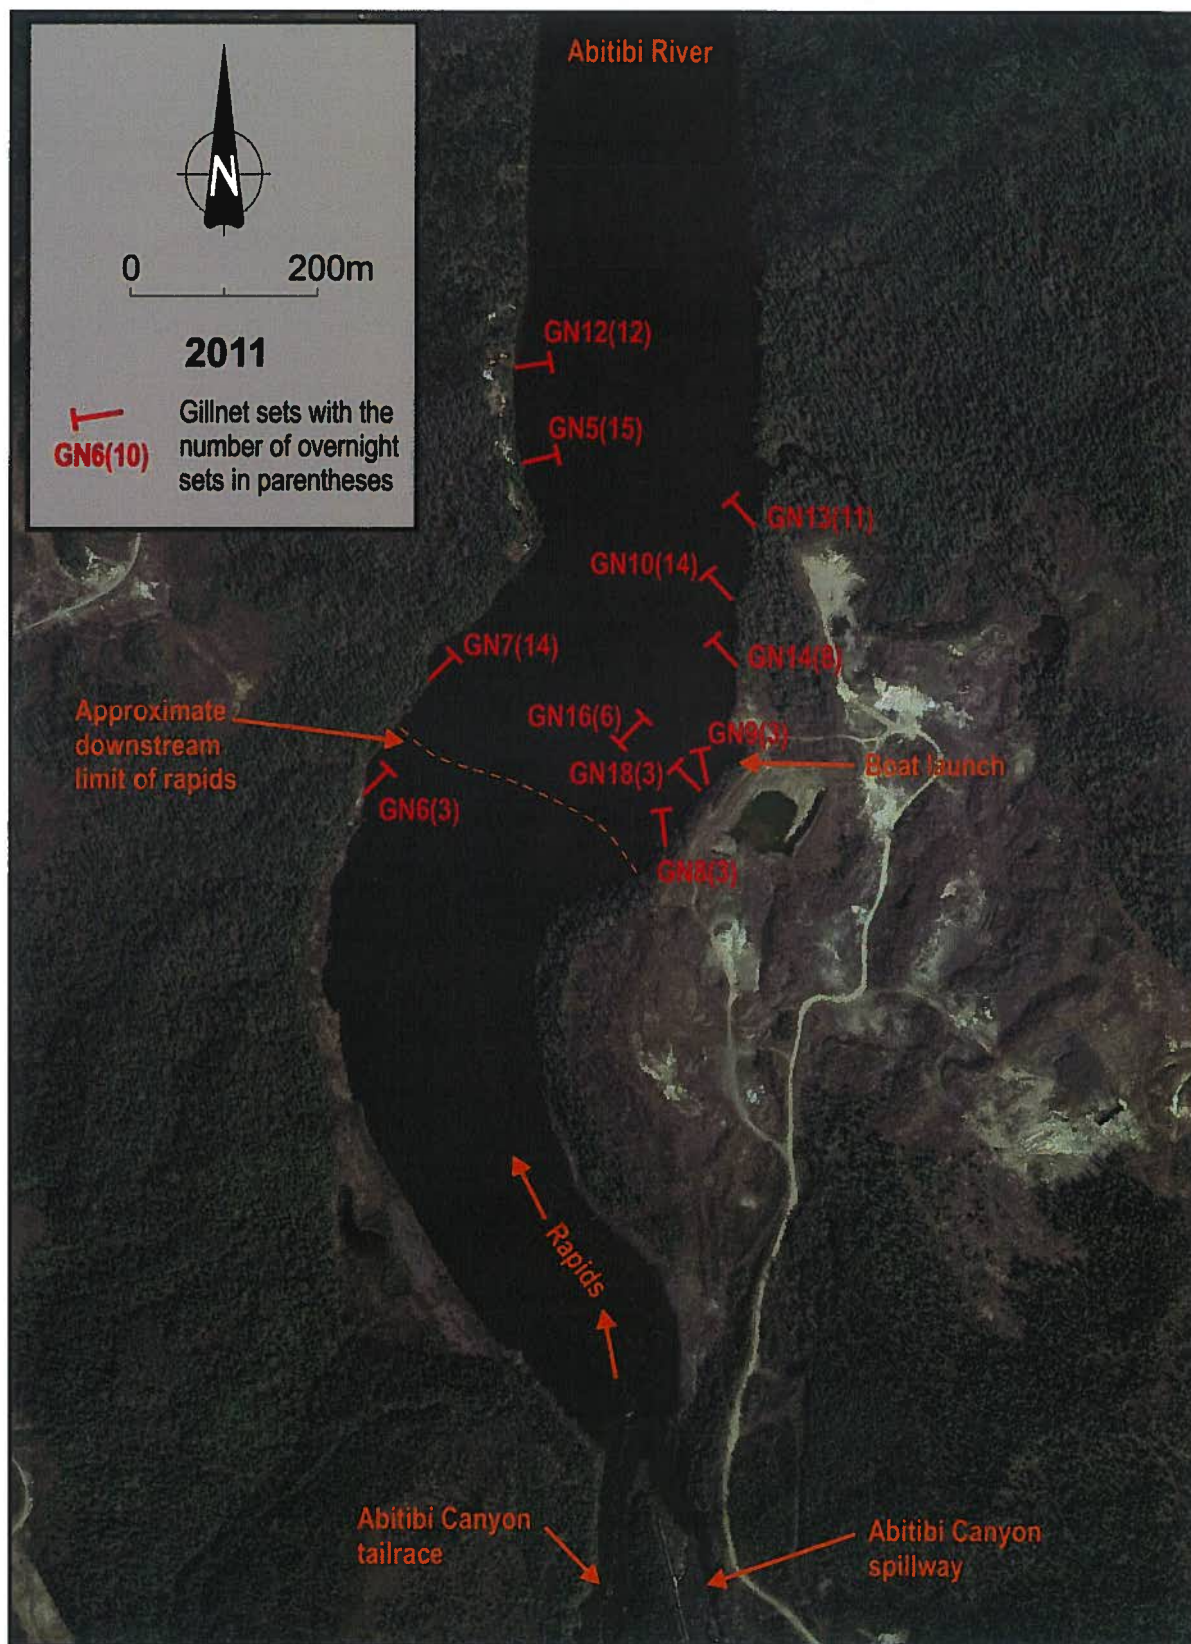 Abitibi River
N
0 200m
2011
GN6(10)
Gillnet sets with the
number of overnight
sets in parentheses
GN12(12)
GN5(15)
GN13(11)
GN10(14)
GN7(14)
GN14(8)
Approximate
downstream
limit of rapids
GN16(6)
GN9(3)
GN18(3)
Boat launch
GN6(3)
GN8(3)
Rapids
Abitibi Canyon
tailrace
Abitibi Canyon
spillway